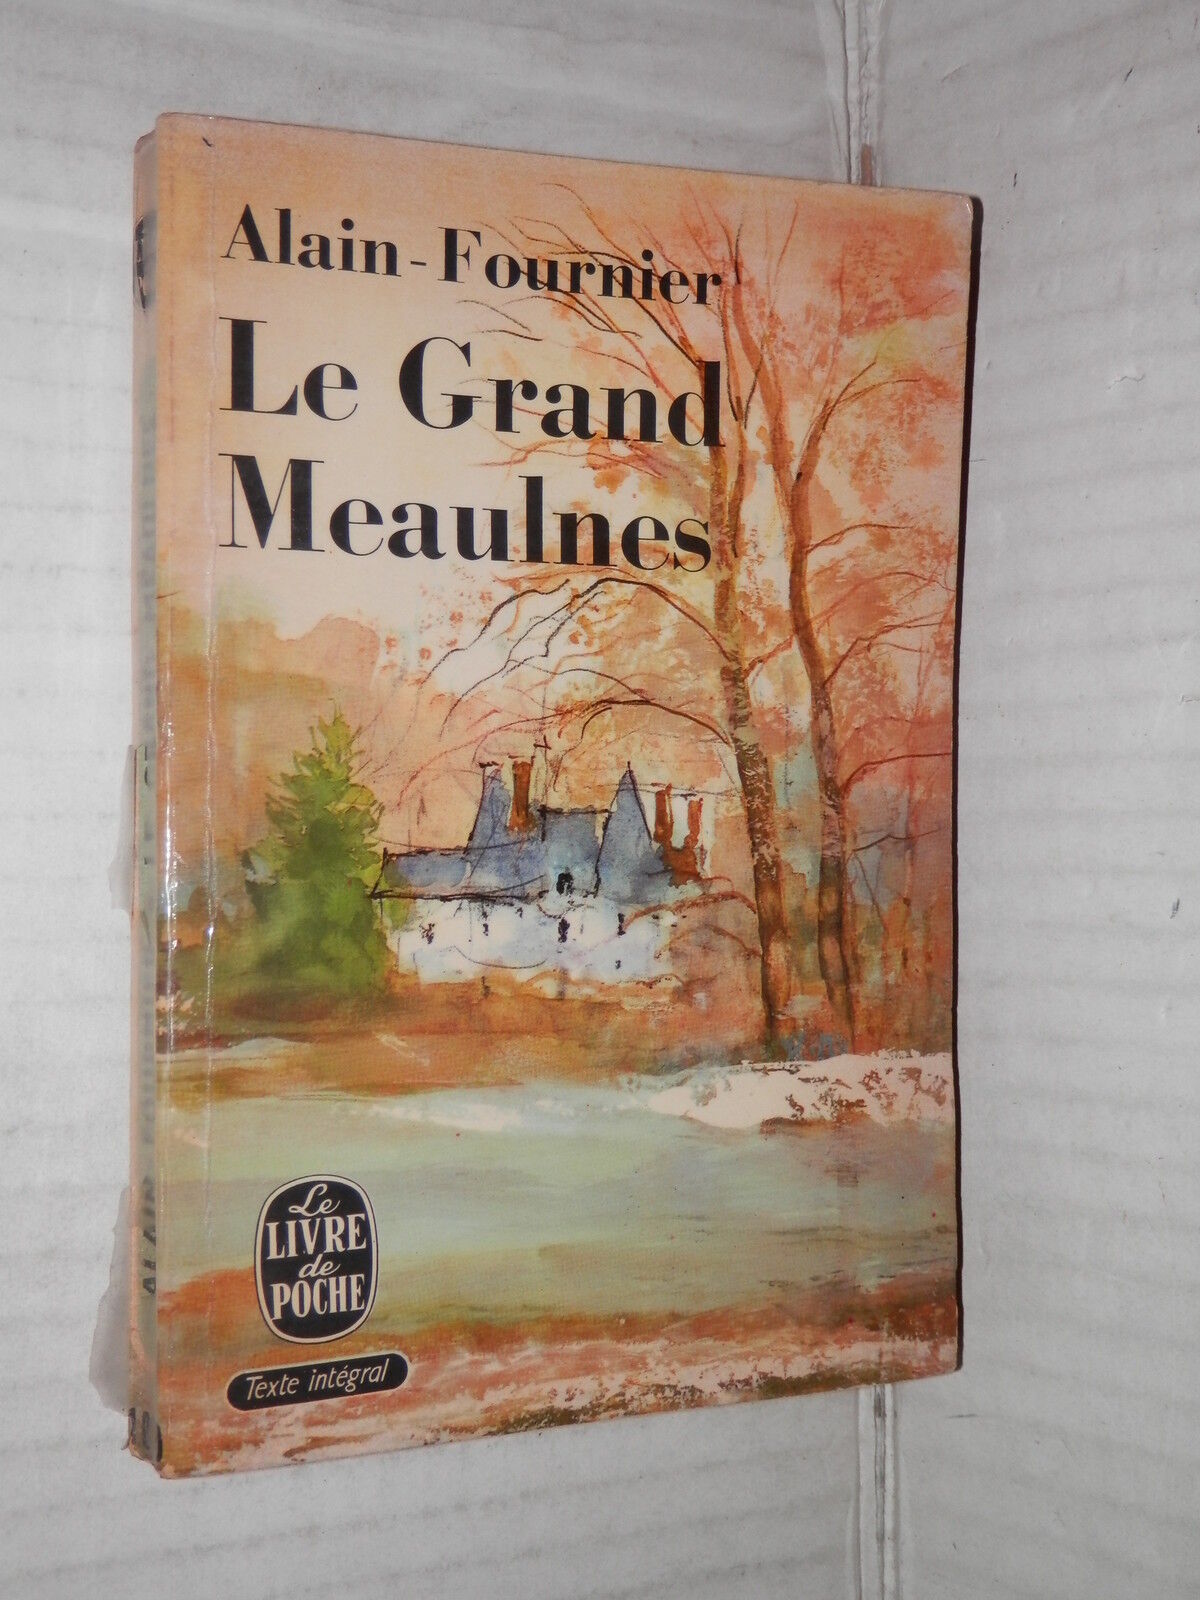 Alain-Fournier
Le Grand
Meaulnes
Le
LIVRE
de
POCHE
Texte intégral